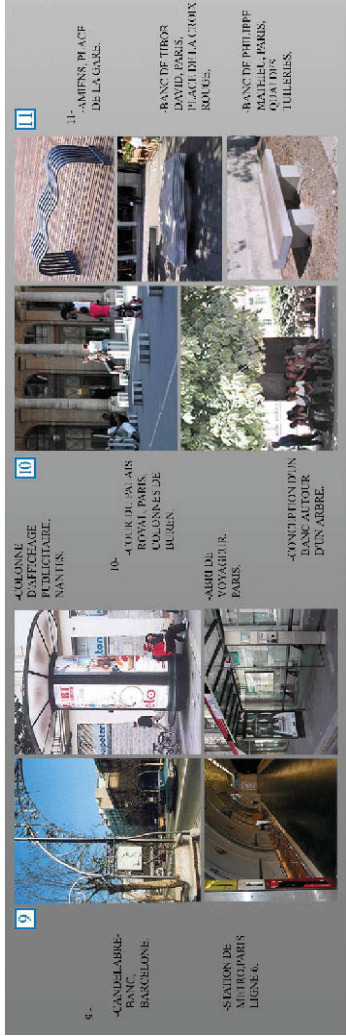 9
9 -
-CANDELABRE-
BANC,
BARCELONE.
-STATION DE
METRO,PARIS
LIGNE 6.
-COLONNE
D'AFFICHAGE
PUBLICITAIRE,
NANTES.
-ABRI DE
VOYAGEUR,
PARIS.
10
10-
-COUR DU PALAIS
ROYAL, PARIS,
COLONNES DE
BUREN.
-CONCEPTION D'UN
BANC AUTOUR
D'UN ARBRE.
11
11-
-AMIENS, PLACE
DE LA GARE.
-BANC DE TIBOR
DAVID, PARIS,
PLACE DE LA CROIX
ROUGE.
-BANC DE PHILIPPE
MATHIEU, PARIS,
QUAI DES
TUILERIES.